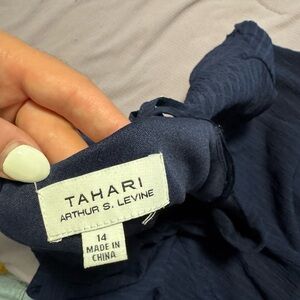 TAHARI
ARTHUR S. LEVINE
14
MADE IN
CHINA